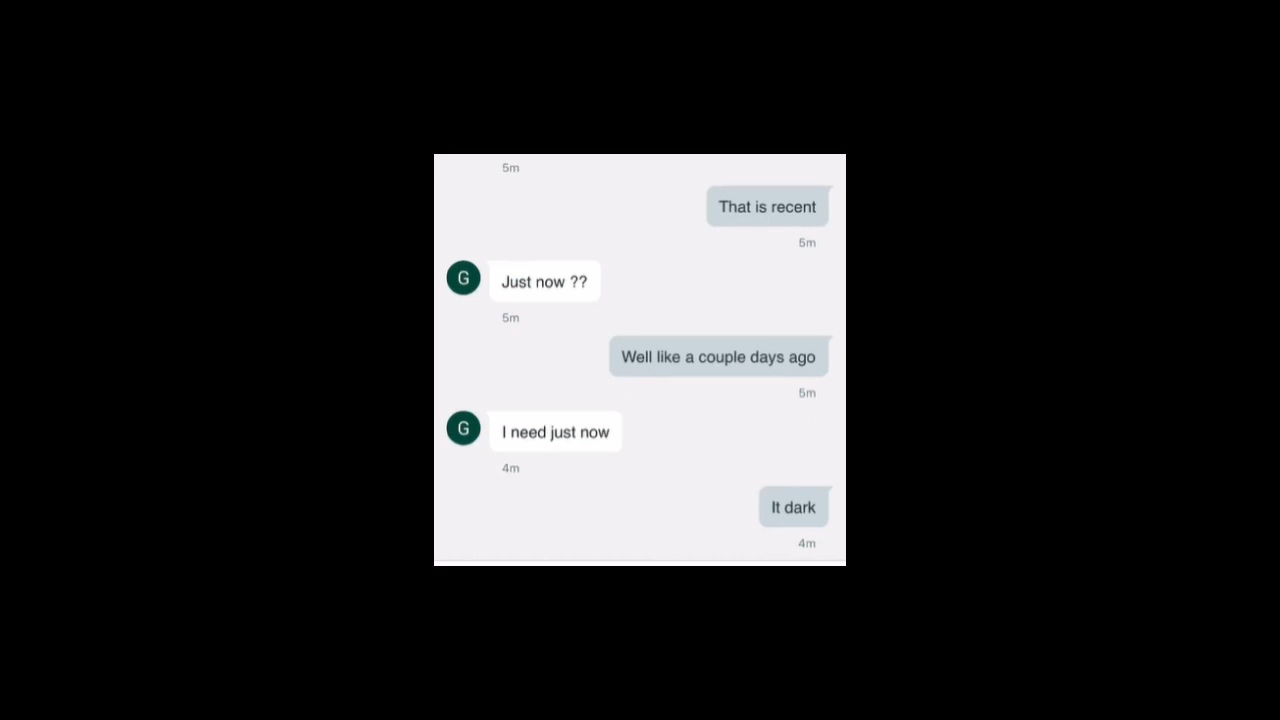 5m
That is recent
5m
G
Just now ??
5m
Well like a couple days ago
5m
G
I need just now
4m
It dark
4m